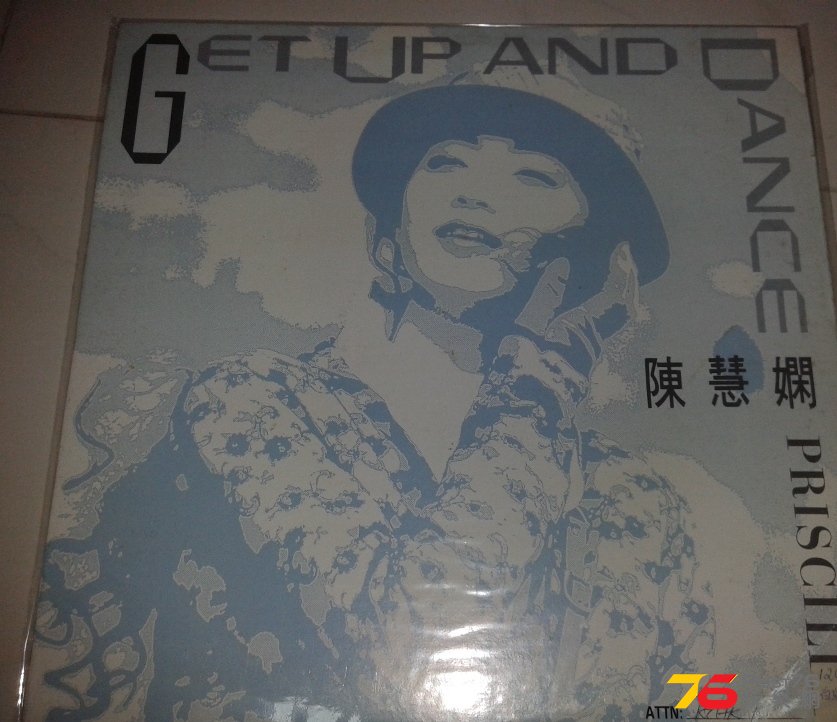 GET UP AND
DANCE
陳慧嫻
PRISCILL
76
ATTN: